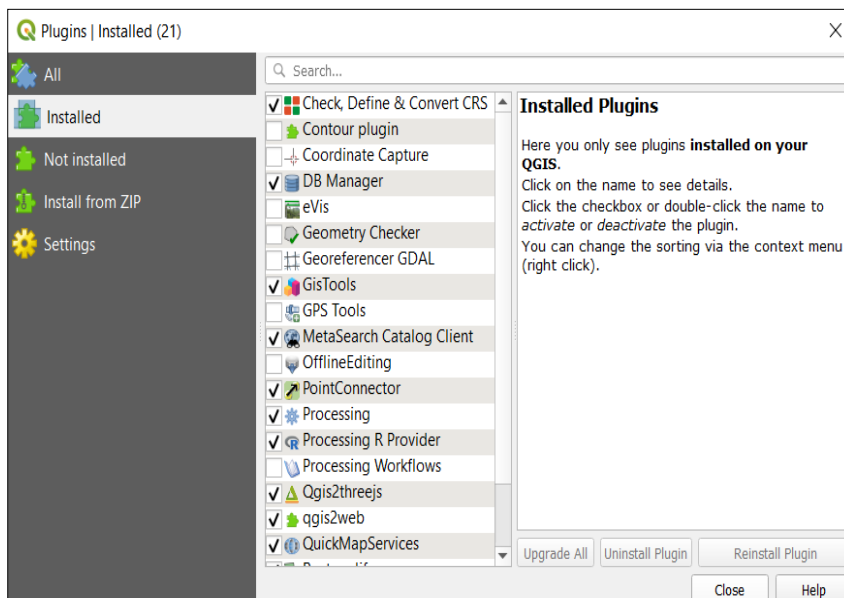 Plugins | Installed (21)
All
Installed
Not installed
Install from ZIP
Settings
Search...
Check, Define & Convert CRS
Contour plugin
Coordinate Capture
DB Manager
eVis
Geometry Checker
Georeferencer GDAL
GisTools
GPS Tools
MetaSearch Catalog Client
OfflineEditing
PointConnector
Processing
Processing R Provider
Processing Workflows
Qgis2threejs
qgis2web
QuickMapServices
Installed Plugins
Here you only see plugins installed on your
QGIS.
Click on the name to see details.
Click the checkbox or double-click the name to
activate or deactivate the plugin.
You can change the sorting via the context menu
(right click).
Upgrade All
Uninstall Plugin
Reinstall Plugin
Close
Help